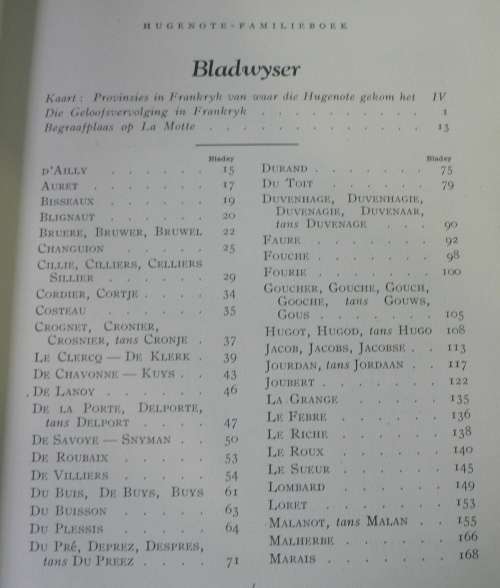 HUGENOTE-FAMILIEBOEK
Bladwyser
Kaart: Provinzies in Frankryk van waar die Hugenote gekom het IV
Die Geloofsvervolging in Frankryk . . . . . . . . . 1
Begraafplaas op La Motte . . . . . . . . . . . . 13
Bladsy
D'AILLY . . . . . . 15
AURET . . . . . . . 17
BISSEAUX . . . . . . 19
BLIGNAUT . . . . . . 20
BRUERE, BRUWER, BRUWEL 22
CHANGUION . . . . . 25
CILLIE, CILLIERS, CELLIERS
SILLIER . . . . . . 29
CORDIER, CORTJE . . . . 34
COSTEAU . . . . . . 35
CROGNET, CRONIER,
CROSNIER, tans CRONJE . 37
LE CLERCQ — DE KLERK . 39
DE CHAVONNE — KUYS . . 43
DE LANOY . . . . . . 46
DE LA PORTE, DELPORTE,
tans DELPORT . . . . 47
DE SAVOYE — SNYMAN . . 50
DE ROUBAIX . . . . . 53
DE VILLIERS . . . . . 54
DU BUIS, DE BUYS, BUYS 61
DU BUISSON . . . . . 63
DU PLESSIS . . . . . 64
DU PRÉ, DEPREZ, DESPRES,
tans DU PREEZ . . . . 71
Bladsy
DURAND . . . . . . . 75
DU TOIT . . . . . . 79
DUVENHAGE, DUVENHAGIE,
DUVENAGIE, DUVENAAR,
tans DUVENAGE . . . 90
FAURE . . . . . . . 92
FOUCHE . . . . . . . 98
FOURIE . . . . . . . 100
GOUCHER, GOUCHE, GOUCH,
GOOCHE, tans GOUWS,
GOUS . . . . . . . 105
HUGOT, HUGOD, tans HUGO 108
JACOB, JACOBS, JACOBSE . . 113
JOURDAN, tans JORDAAN . . 117
JOUBERT . . . . . . . 122
LA GRANGE . . . . . 135
LE FEBRE . . . . . . 136
LE RICHE . . . . . . 138
LE ROUX . . . . . . 140
LE SUEUR . . . . . . 145
LOMBARD . . . . . . 149
LORET . . . . . . . 153
MALANOT, tans MALAN . . 155
MALHERBE . . . . . . 166
MARAIS . . . . . . . 168